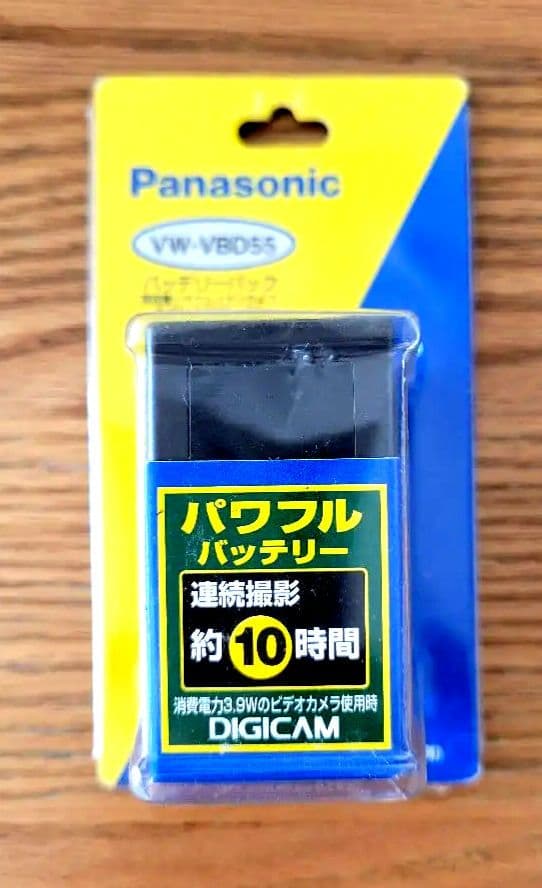 Panasonic
VW-VBD55
バッテリーパック
パワフル
バッテリー
連続撮影
約10時間
消費電力3.9Wのビデオカメラ使用時
DIGICAM